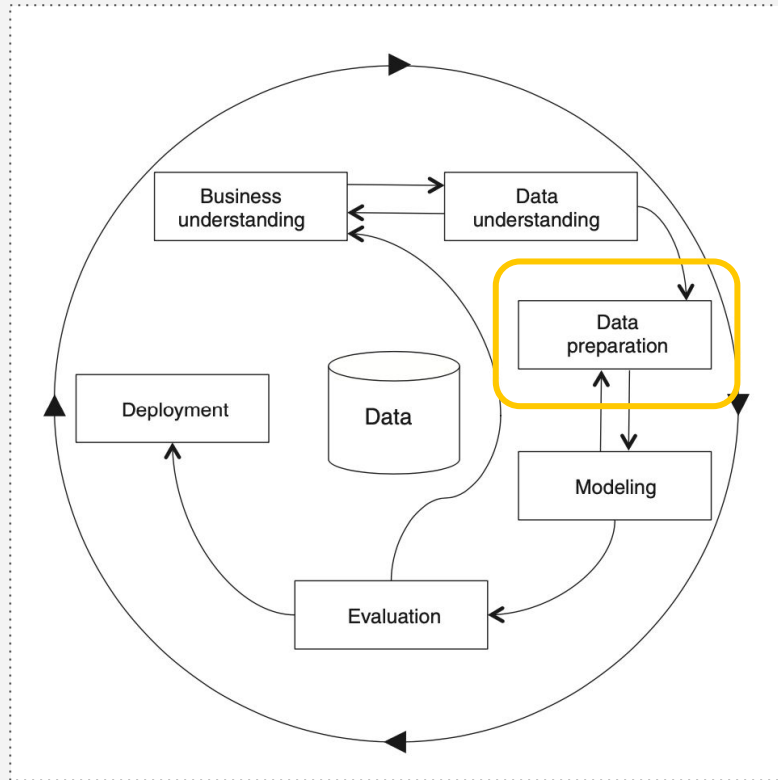 Business
understanding
Data
understanding
Data
preparation
Deployment
Data
Modeling
Evaluation